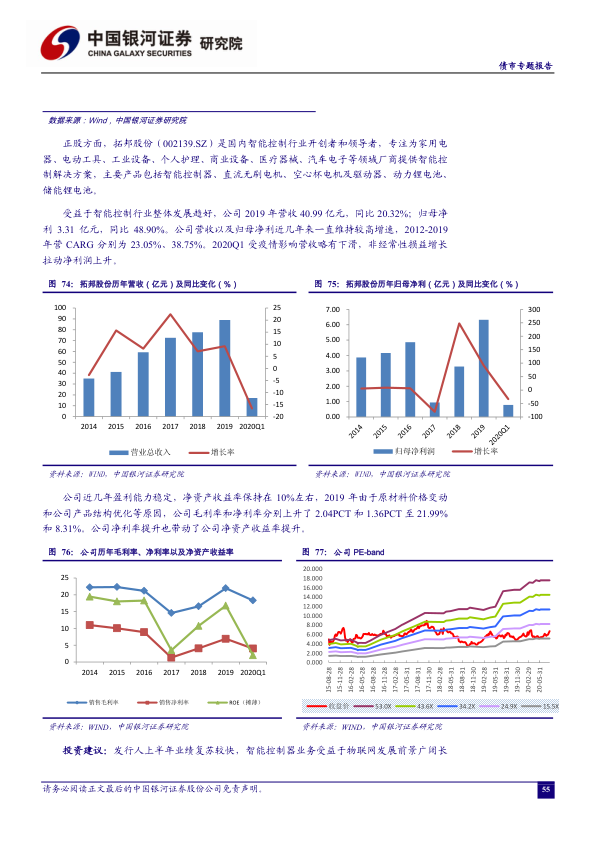 中国银河证券 研究院
CHINA GALAXY SECURITIES
债市专题报告
数据来源：Wind，中国银河证券研究院
正股方面，拓邦股份（002139.SZ）是国内智能控制行业开创者和领导者，专注为家用电
器、电动工具、工业设备、个人护理、商业设备、医疗器械、汽车电子等领域厂商提供智能控
制解决方案，主要产品包括智能控制器、直流无刷电机、空心杯电机及驱动器、动力锂电池、
储能锂电池。
受益于智能控制行业整体发展趋好，公司 2019 年营收 40.99 亿元，同比 20.32%；归母净
利 3.31 亿元，同比 48.90%。公司营收以及归母净利近几年来一直维持较高增速，2012-2019
年营 CARG 分别为 23.05%、38.75%。2020Q1 受疫情影响营收略有下滑，非经常性损益增长
拉动净利润上升。
图 74: 拓邦股份历年营收（亿元）及同比变化（%）
100
90
80
70
60
50
40
30
20
10
0
25
20
15
10
5
0
-5
-10
-15
-20
2014 2015 2016 2017 2018 2019 2020Q1
营业总收入 增长率
资料来源：WIND，中国银河证券研究院
图 75: 拓邦股份历年归母净利（亿元）及同比变化（%）
7.00
6.00
5.00
4.00
3.00
2.00
1.00
0.00
300
250
200
150
100
50
0
-50
-100
2014 2015 2016 2017 2018 2019 2020Q1
归母净利润 增长率
资料来源：WIND，中国银河证券研究院
公司近几年盈利能力稳定，净资产收益率保持在 10%左右，2019 年由于原材料价格变动
和公司产品结构优化等原因，公司毛利率和净利率分别上升了 2.04PCT 和 1.36PCT 至 21.99%
和 8.31%。公司净利率提升也带动了公司净资产收益率提升。
图 76: 公司历年毛利率、净利率以及净资产收益率
25
20
15
10
5
0
2014 2015 2016 2017 2018 2019 2020Q1
销售毛利率 销售净利率 ROE（摊薄）
资料来源：WIND，中国银河证券研究院
图 77: 公司 PE-band
20.000
18.000
16.000
14.000
12.000
10.000
8.000
6.000
4.000
2.000
0.000
15-08-28 15-11-28 16-02-28 16-05-31 16-08-31 16-11-30 17-02-28 17-05-31 17-08-31 17-11-30 18-02-28 18-05-31 18-08-31 18-11-30 19-02-28 19-05-31 19-08-31 19-11-30 20-02-29 20-05-31
收盘价 53.0X 43.6X 34.2X 24.9X 15.5X
资料来源：WIND，中国银河证券研究院
投资建议：发行人上半年业绩复苏较快，智能控制器业务受益于物联网发展前景广阔长
请务必阅读正文最后的中国银河证券股份公司免责声明。
55